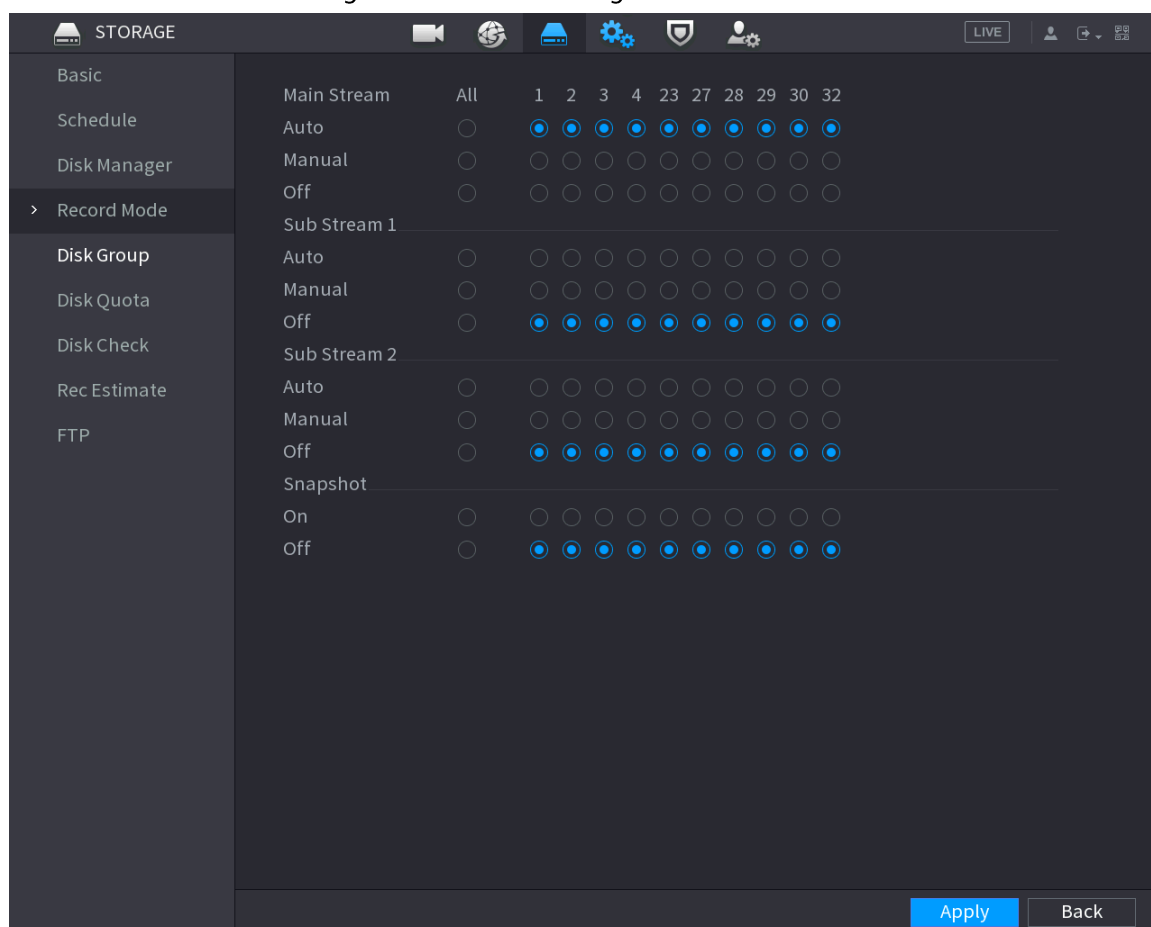 STORAGE LIVE
Basic
Schedule
Disk Manager
Record Mode
Disk Group
Disk Quota
Disk Check
Rec Estimate
FTP
Main Stream All 1 2 3 4 23 27 28 29 30 32
Auto
Manual
Off
Sub Stream 1
Auto
Manual
Off
Sub Stream 2
Auto
Manual
Off
Snapshot
On
Off
Apply Back